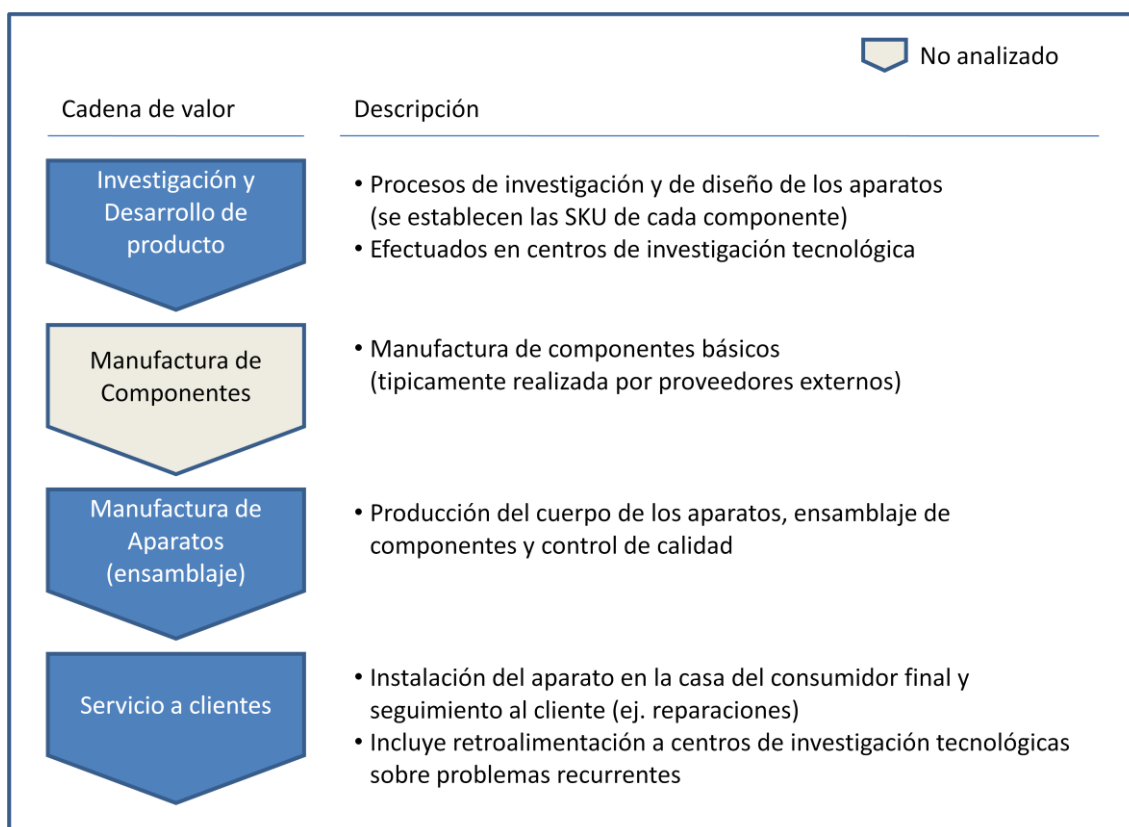 No analizado
Cadena de valor
Descripción
Investigación y
Desarrollo de
producto
• Procesos de investigación y de diseño de los aparatos
(se establecen las SKU de cada componente)
• Efectuados en centros de investigación tecnológica
Manufactura de
Componentes
• Manufactura de componentes básicos
(tipicamente realizada por proveedores externos)
Manufactura de
Aparatos
(ensamblaje)
• Producción del cuerpo de los aparatos, ensamblaje de
componentes y control de calidad
Servicio a clientes
• Instalación del aparato en la casa del consumidor final y
seguimiento al cliente (ej. reparaciones)
• Incluye retroalimentación a centros de investigación tecnológicas
sobre problemas recurrentes